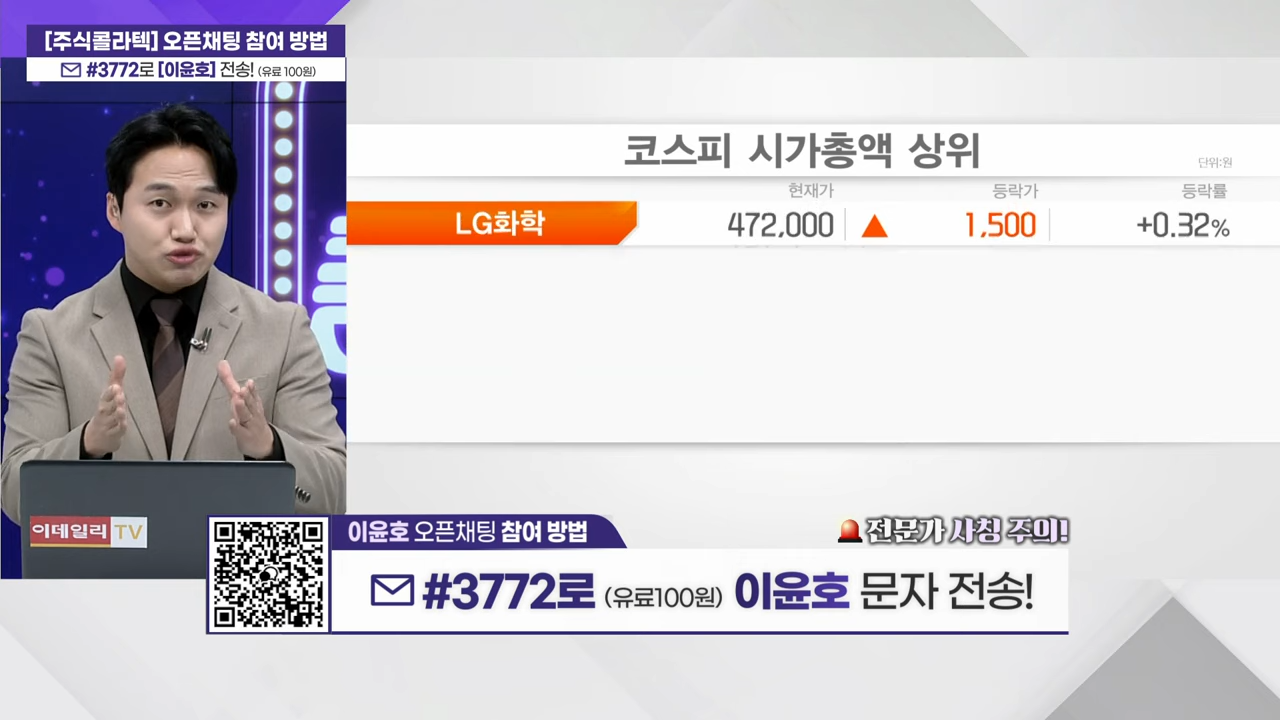 [주식콜라텍] 오픈채팅 참여 방법
#3772로 [이윤호] 전송! (유료 100원)
코스피 시가총액 상위
단위:원
현재가 등락가 등락률
LG화학 472,000 ▲ 1,500 +0.32%
이데일리 TV
이윤호 오픈채팅 참여 방법
전문가 사칭 주의!
#3772로 (유료100원) 이윤호 문자 전송!